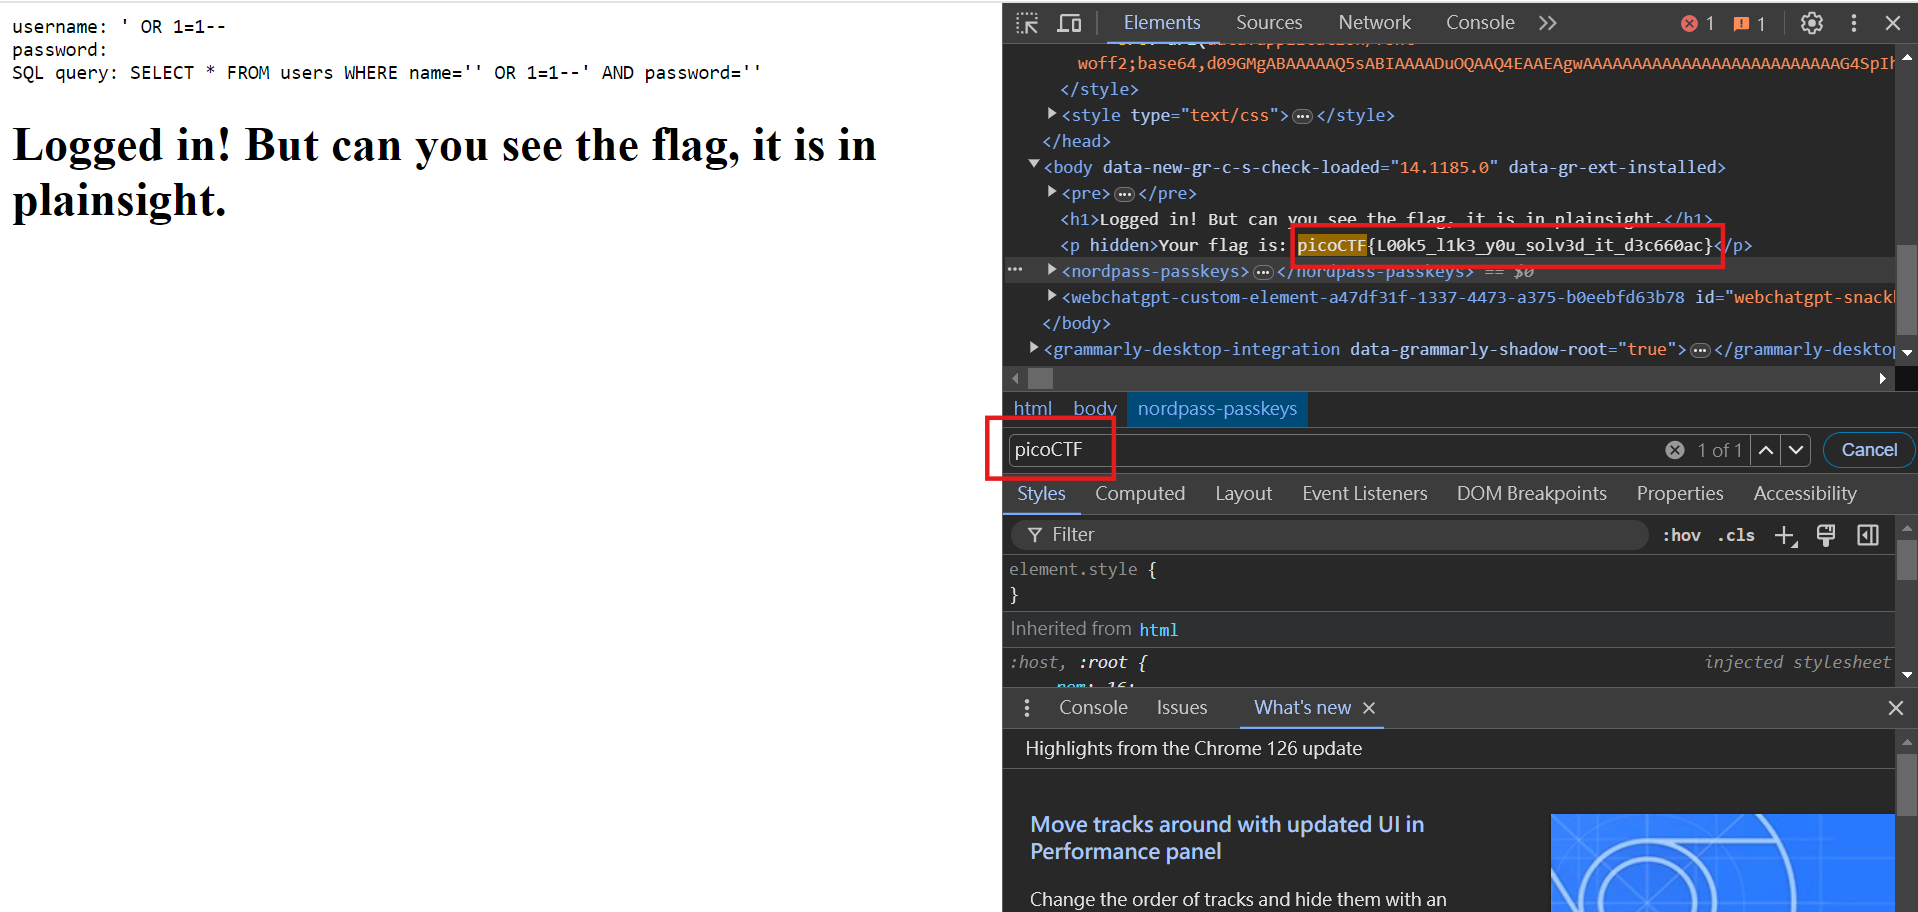 username: ' OR 1=1--
password:
SQL query: SELECT * FROM users WHERE name='' OR 1=1--' AND password=''
Logged in! But can you see the flag, it is in
plainsight.
Elements Sources Network Console 1 1
woff2;base64,d09GMgABAAAAAQ5sABIAAAADuOQAAQ4EAAEAgwAAAAAAAAAAAAAAAAAAAAAAAAAAG4SpIh
</style>
<style type="text/css">…</style>
</head>
<body data-new-gr-c-s-check-loaded="14.1185.0" data-gr-ext-installed>
<pre>…</pre>
<h1>Logged in! But can you see the flag, it is in plainsight.</h1>
<p hidden>Your flag is: picoCTF{L00k5_l1k3_y0u_solv3d_it_d3c660ac}</p>
… <nordpass-passkeys>…</nordpass-passkeys> == $0
<webchatgpt-custom-element-a47df31f-1337-4473-a375-b0eebfd63b78 id="webchatgpt-snackb
</body>
<grammarly-desktop-integration data-grammarly-shadow-root="true">…</grammarly-desktop
html body nordpass-passkeys
picoCTF 1 of 1 Cancel
Styles Computed Layout Event Listeners DOM Breakpoints Properties Accessibility
Filter :hov .cls
element.style {
}
Inherited from html
:host, :root { injected stylesheet
rem: 16;
Console Issues What's new
Highlights from the Chrome 126 update
Move tracks around with updated UI in
Performance panel
Change the order of tracks and hide them with an